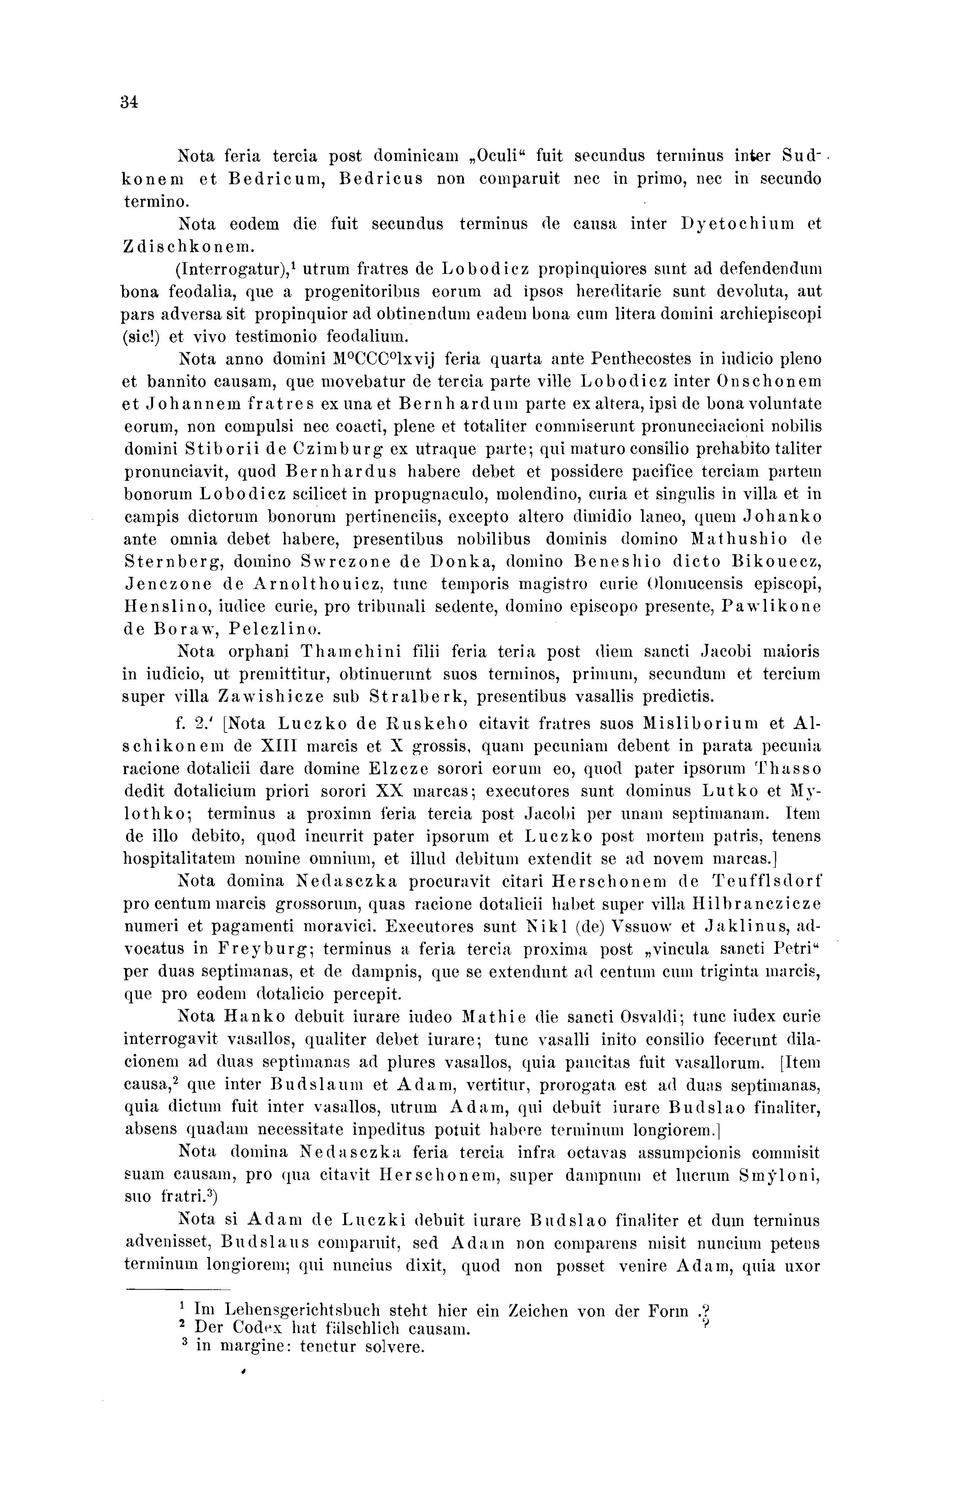 34
Nota feria tercia post dominicam „Oculi“ fuit secundus terminus inter Sud-
konem et Bedricum, Bedricus non comparuit nec in primo, nec in secundo
termino.
Nota eodem die fuit secundus terminus de causa inter Dyetochium et
Zdischkonem.
(Interrogatur),¹ utrum fratres de Lobodicz propinquiores sunt ad defendendum
bona feodalia, que a progenitoribus eorum ad ipsos hereditarie sunt devoluta, aut
pars adversa sit propinquior ad obtinendum eadem bona cum litera domini archiepiscopi
(sic!) et vivo testimonio feodalium.
Nota anno domini M⁰CCC⁰lxvij feria quarta ante Penthecostes in iudicio pleno
et bannito causam, que movebatur de tercia parte ville Lobodicz inter Onschonem
et Johannem fratres ex una et Bernhardum parte ex altera, ipsi de bona voluntate
eorum, non compulsi nec coacti, plene et totaliter commiserunt pronuncciacioni nobilis
domini Stiborii de Czimburg ex utraque parte; qui maturo consilio prehabito taliter
pronunciavit, quod Bernhardus habere debet et possidere pacifice terciam partem
bonorum Lobodicz scilicet in propugnaculo, molendino, curia et singulis in villa et in
campis dictorum bonorum pertinenciis, excepto altero dimidio laneo, quem Johanko
ante omnia debet habere, presentibus nobilibus dominis domino Mathushio de
Sternberg, domino Swrczone de Donka, domino Beneshio dicto Bikouecz,
Jenczone de Arnolthouicz, tunc temporis magistro curie Olomucensis episcopi,
Henslino, iudice curie, pro tribunali sedente, domino episcopo presente, Pawlikone
de Boraw, Pelczlino.
Nota orphani Thamchini filii feria teria post diem sancti Jacobi maioris
in iudicio, ut premittitur, obtinuerunt suos terminos, primum, secundum et tercium
super villa Zawishicze sub Stralberk, presentibus vasallis predictis.
f. 2.' [Nota Luczko de Ruskeho citavit fratres suos Misliborium et Al-
schikonem de XIII marcis et X grossis, quam pecuniam debent in parata pecunia
racione dotalicii dare domine Elzcze sorori eorum eo, quod pater ipsorum Thasso
dedit dotalicium priori sorori XX marcas; executores sunt dominus Lutko et My-
lothko; terminus a proximn feria tercia post Jacobi per unam septimanam. Item
de illo debito, quod incurrit pater ipsorum et Luczko post mortem patris, tenens
hospitalitatem nomine omnium, et illud debitum extendit se ad novem marcas.]
Nota domina Nedasczka procuravit citari Herschonem de Teufflsdorf
pro centum marcis grossorum, quas racione dotalicii habet super villa Hilbranczicze
numeri et pagamenti moravici. Executores sunt Nikl (de) Vssuow et Jaklinus, ad-
vocatus in Freyburg; terminus a feria tercia proxima post „vincula sancti Petri“
per duas septimanas, et de dampnis, que se extendunt ad centum cum triginta marcis,
que pro eodem dotalicio percepit.
Nota Hanko debuit iurare iudeo Mathie die sancti Osvaldi; tunc iudex curie
interrogavit vasallos, qualiter debet iurare; tunc vasalli inito consilio fecerunt dila-
cionem ad duas septimanas ad plures vasallos, quia paucitas fuit vasallorum. [Item
causa,² que inter Budslaum et Adam, vertitur, prorogata est ad duas septimanas,
quia dictum fuit inter vasallos, utrum Adam, qui debuit iurare Budslao finaliter,
absens quadam necessitate inpeditus potuit habere terminum longiorem.]
Nota domina Nedasczka feria tercia infra octavas assumpcionis commisit
suam causam, pro qua citavit Herschonem, super dampnum et lucrum Smýloni,
suo fratri.³)
Nota si Adam de Luczki debuit iurare Budslao finaliter et dum terminus
advenisset, Budslaus comparuit, sed Adam non comparens misit nuncium petens
terminum longiorem; qui nuncius dixit, quod non posset venire Adam, quia uxor
¹ Im Lehensgerichtsbuch steht hier ein Zeichen von der Form .?
² Der Codex hat fälschlich causam. ?
³ in margine: tenetur solvere.